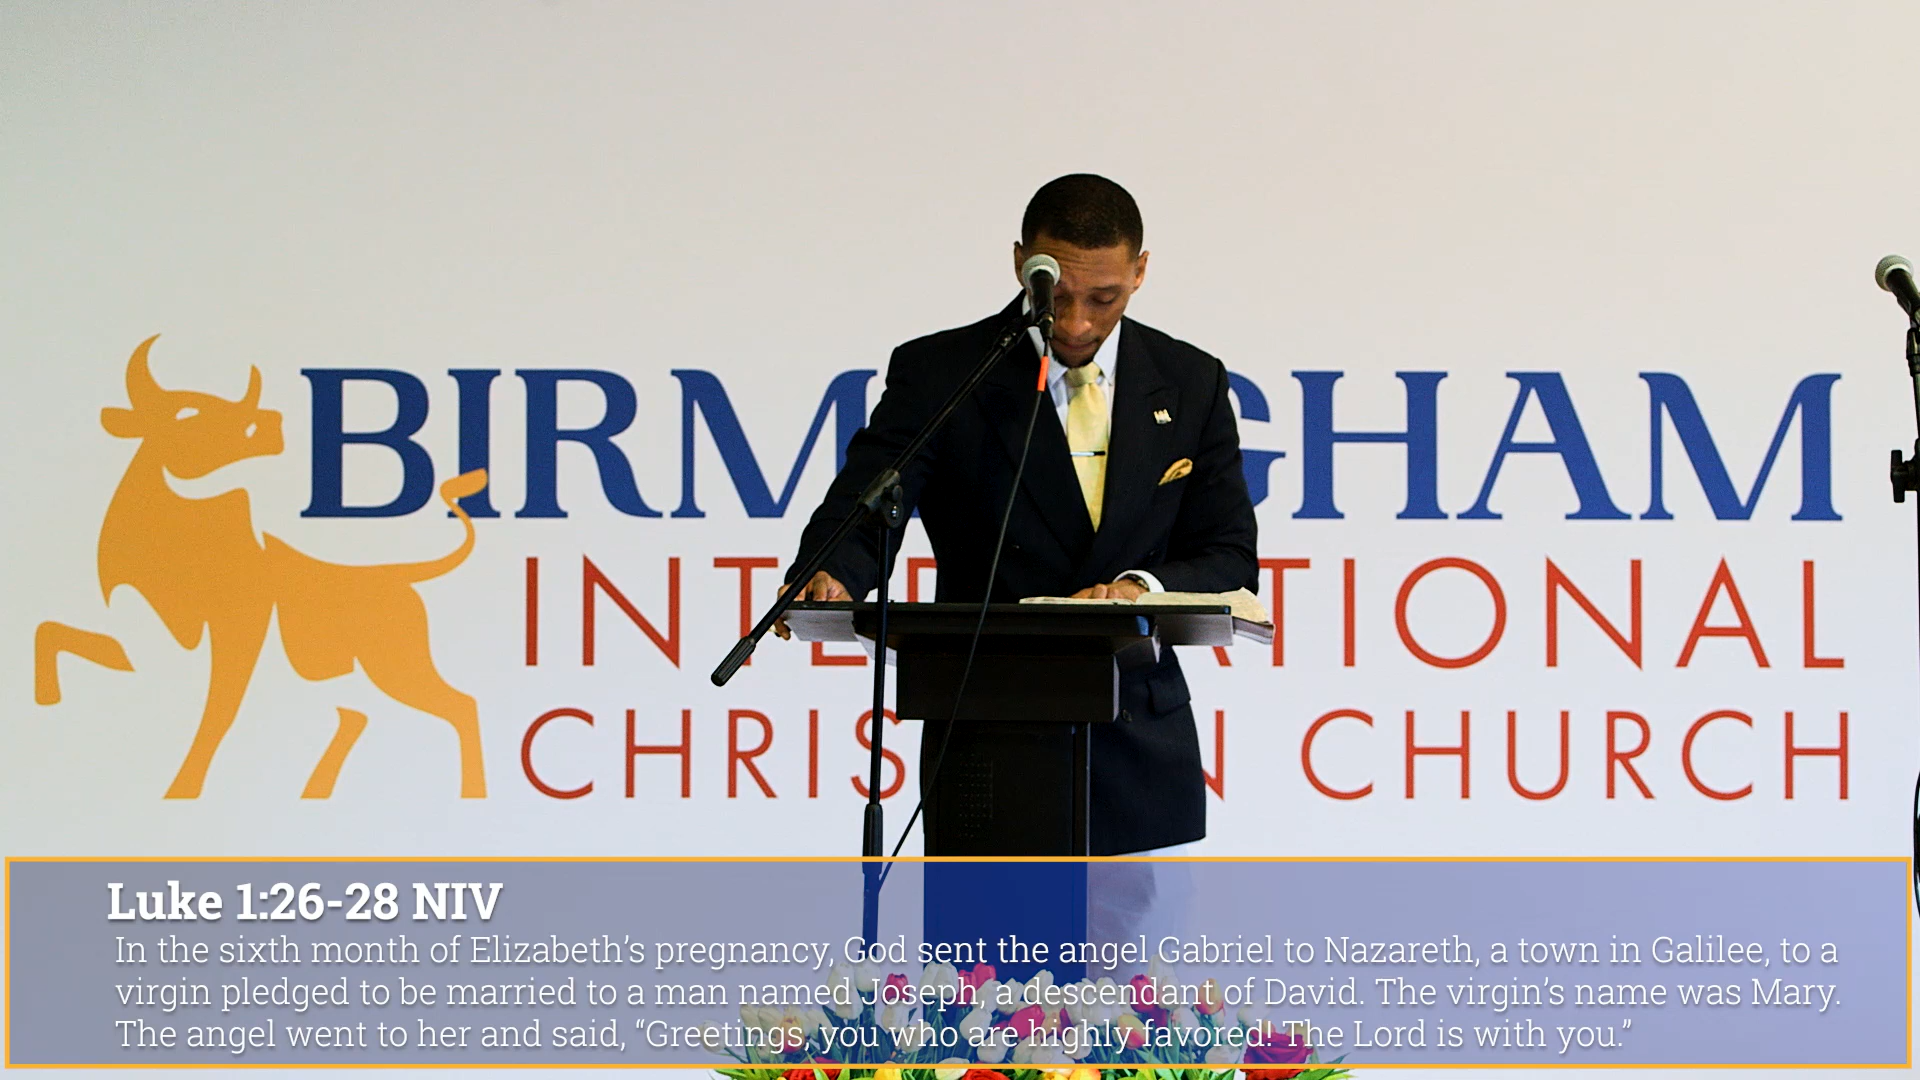 BIRM GHAM
INTE TIONAL
CHRIS N CHURCH
Luke 1:26-28 NIV
In the sixth month of Elizabeth’s pregnancy, God sent the angel Gabriel to Nazareth, a town in Galilee, to a
virgin pledged to be married to a man named Joseph, a descendant of David. The virgin’s name was Mary.
The angel went to her and said, “Greetings, you who are highly favored! The Lord is with you.”